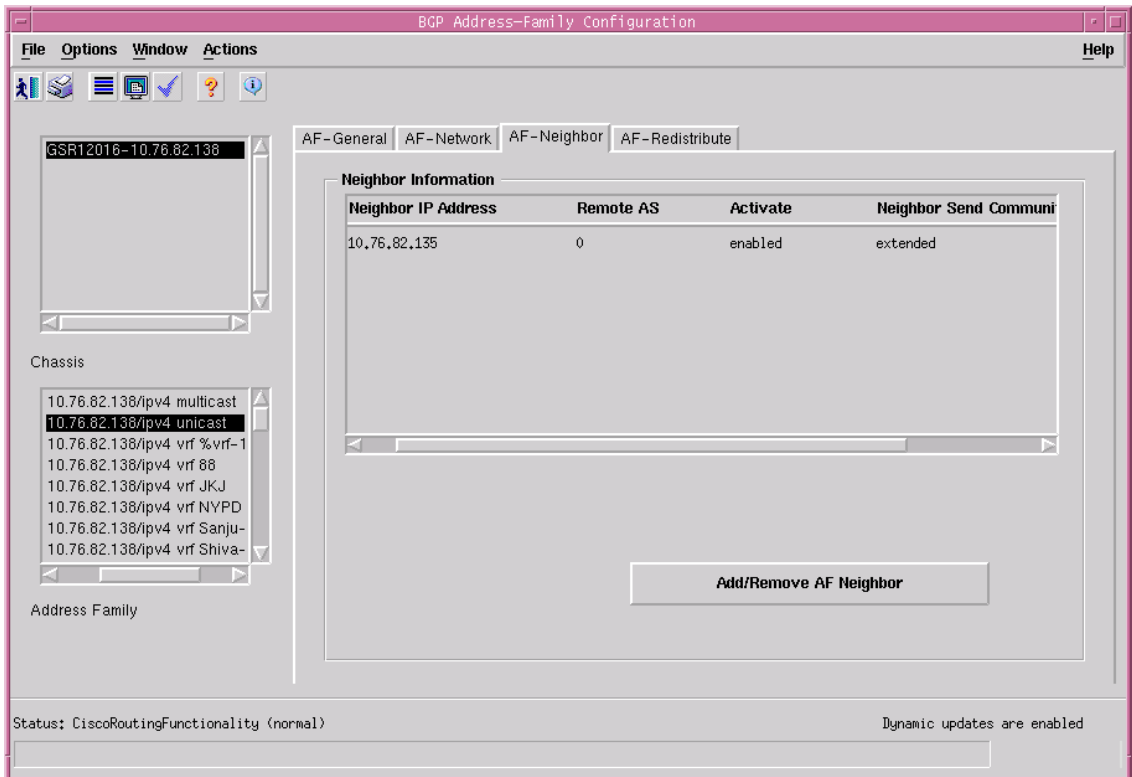 BGP Address-Family Configuration
File Options Window Actions Help
GSR12016-10.76.82.138
Chassis
10.76.82.138/ipv4 multicast
10.76.82.138/ipv4 unicast
10.76.82.138/ipv4 vrf %vrf-1
10.76.82.138/ipv4 vrf 88
10.76.82.138/ipv4 vrf JKJ
10.76.82.138/ipv4 vrf NYPD
10.76.82.138/ipv4 vrf Sanju-
10.76.82.138/ipv4 vrf Shiva-
Address Family
AF-General AF-Network AF-Neighbor AF-Redistribute
Neighbor Information
Neighbor IP Address Remote AS Activate Neighbor Send Communi
10.76.82.135 0 enabled extended
Add/Remove AF Neighbor
Status: CiscoRoutingFunctionality (normal) Dynamic updates are enabled